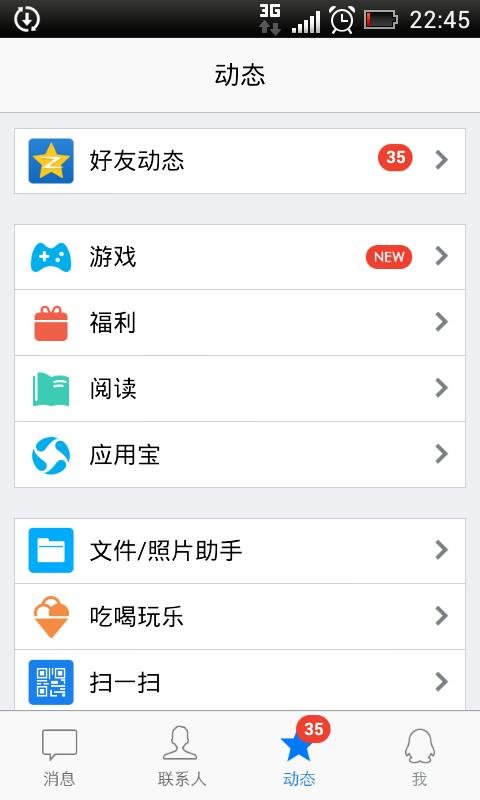 3G 22:45
动态
好友动态 35
游戏 NEW
福利
阅读
应用宝
文件/照片助手
吃喝玩乐
扫一扫
35
消息 联系人 动态 我